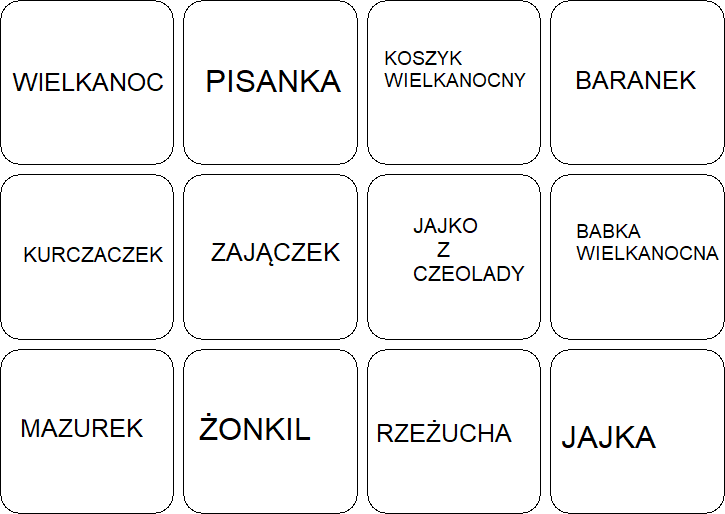 WIELKANOC
PISANKA
KOSZYK
WIELKANOCNY
BARANEK
KURCZACZEK
ZAJĄCZEK
JAJKO
Z
CZEOLADY
BABKA
WIELKANOCNA
MAZUREK
ŻONKIL
RZEŻUCHA
JAJKA